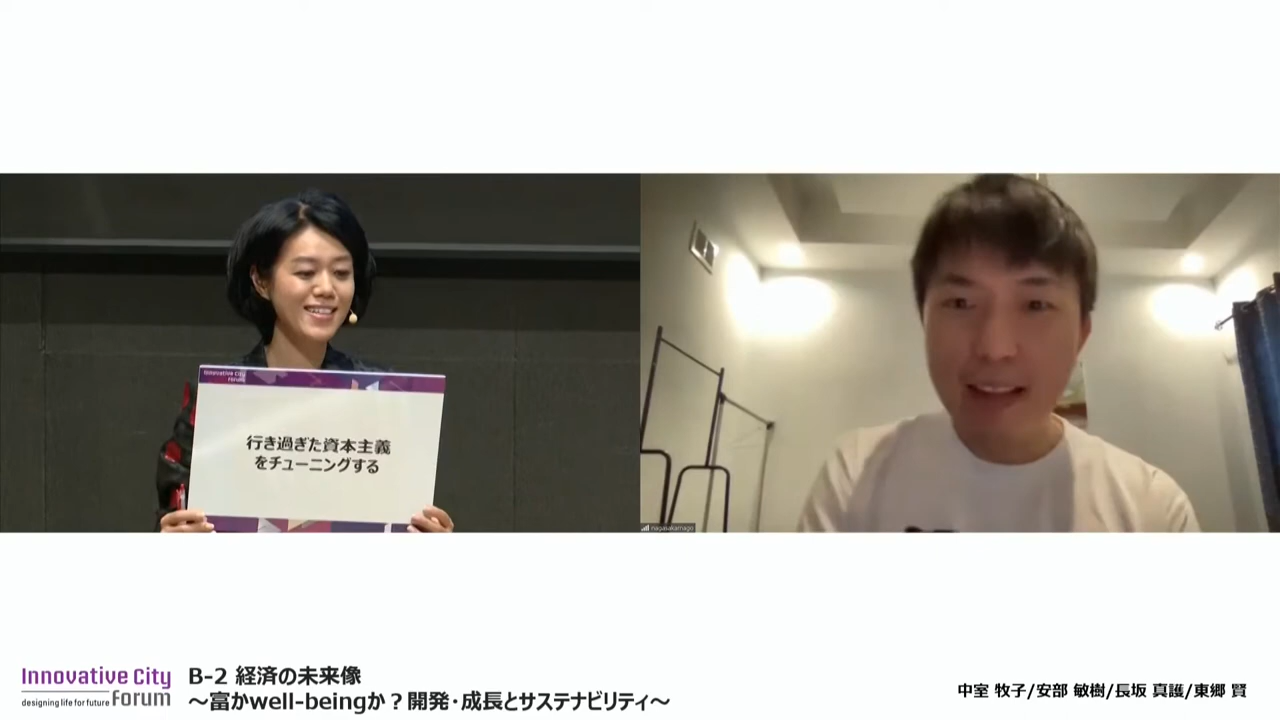 Innovative City
Forum
行き過ぎた資本主義
をチューニングする
nagasakamago
Innovative City
Forum
designing life for future
B-2 経済の未来像
～富かwell-beingか？開発・成長とサステナビリティ～
中室 牧子/安部 敏樹/長坂 真護/東郷 賢